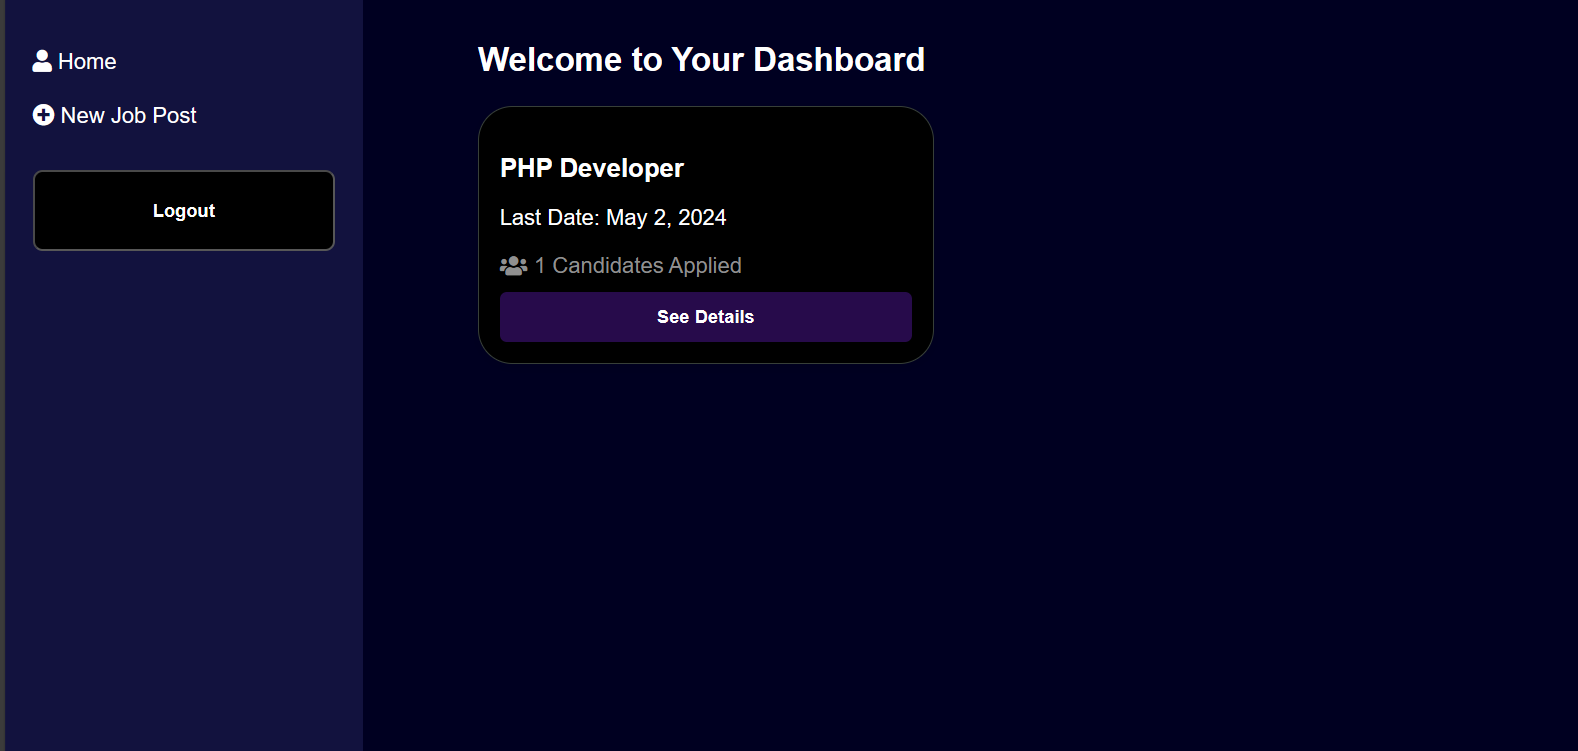 Home
New Job Post
Logout
Welcome to Your Dashboard
PHP Developer
Last Date: May 2, 2024
1 Candidates Applied
See Details